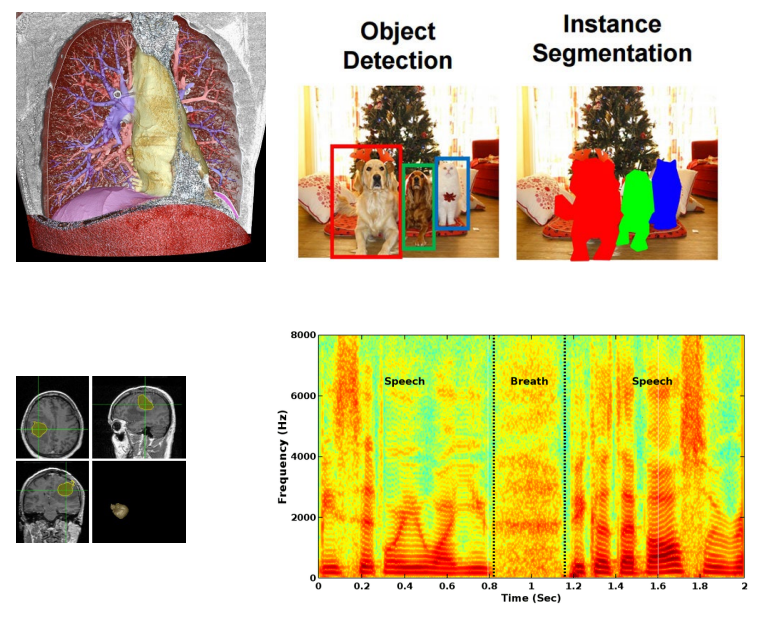 Object
Detection
Instance
Segmentation
8000
6000
4000
2000
0
Frequency (Hz)
Speech
Breath
Speech
0 0.2 0.4 0.6 0.8 1 1.2 1.4 1.6 1.8 2
Time (Sec)